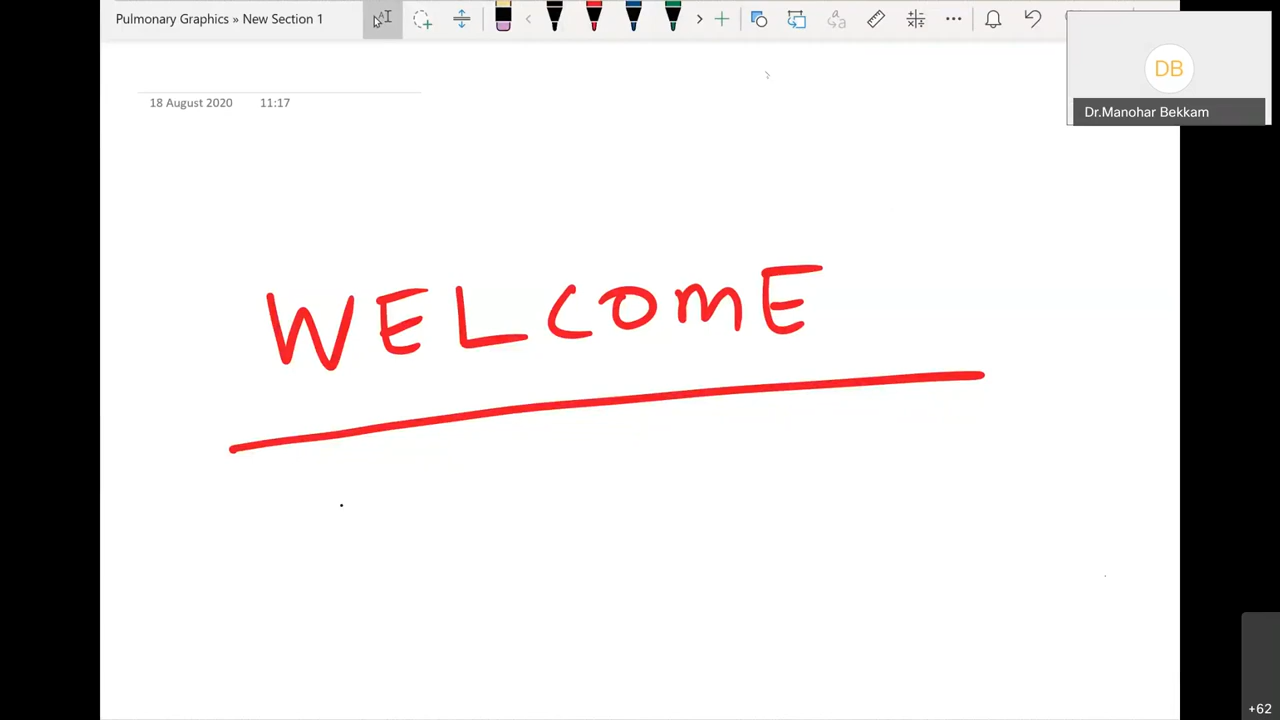 Pulmonary Graphics » New Section 1
DB
Dr.Manohar Bekkam
18 August 2020 11:17
WELCOME
+62